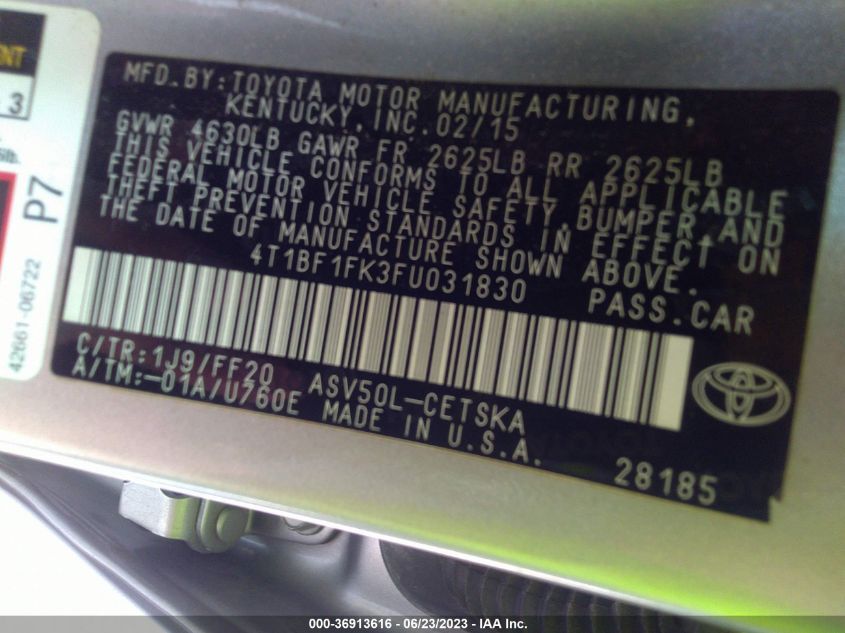 ENT
3
lb.
P7
42661-06722
MFD.BY:TOYOTA MOTOR MANUFACTURING,
KENTUCKY,INC.02/15
GVWR 4630LB GAWR FR 2625LB RR 2625LB
THIS VEHICLE CONFORMS TO ALL APPLICABLE
FEDERAL MOTOR VEHICLE SAFETY,BUMPER,AND
THEFT PREVENTION STANDARDS IN EFFECT ON
THE DATE OF MANUFACTURE SHOWN ABOVE.
4T1BF1FK3FU031830 PASS.CAR
C/TR:1J9/FF20 ASV50L-CETSKA
A/TM:-01A/U760E MADE IN U.S.A.
28185
000-36913616 - 06/23/2023 - IAA Inc.